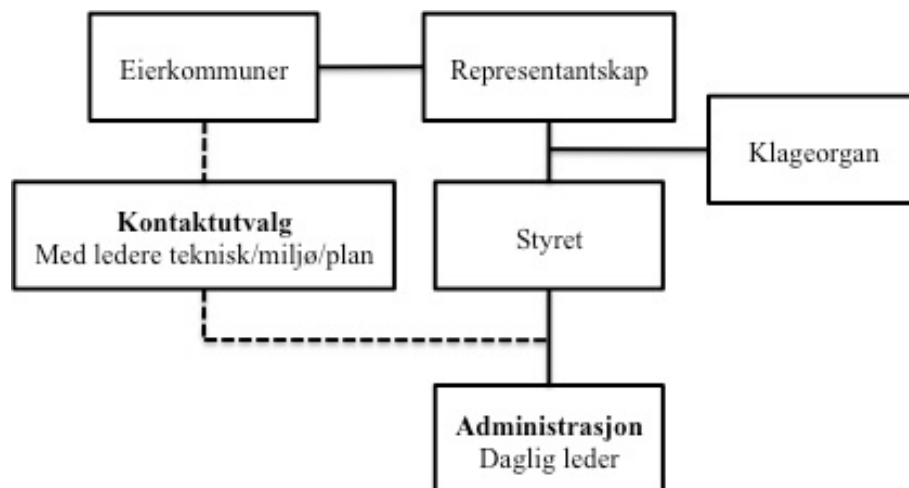 Eierkommuner
Representantskap
Klageorgan
Kontaktutvalg
Med ledere teknisk/miljø/plan
Styret
Administrasjon
Daglig leder